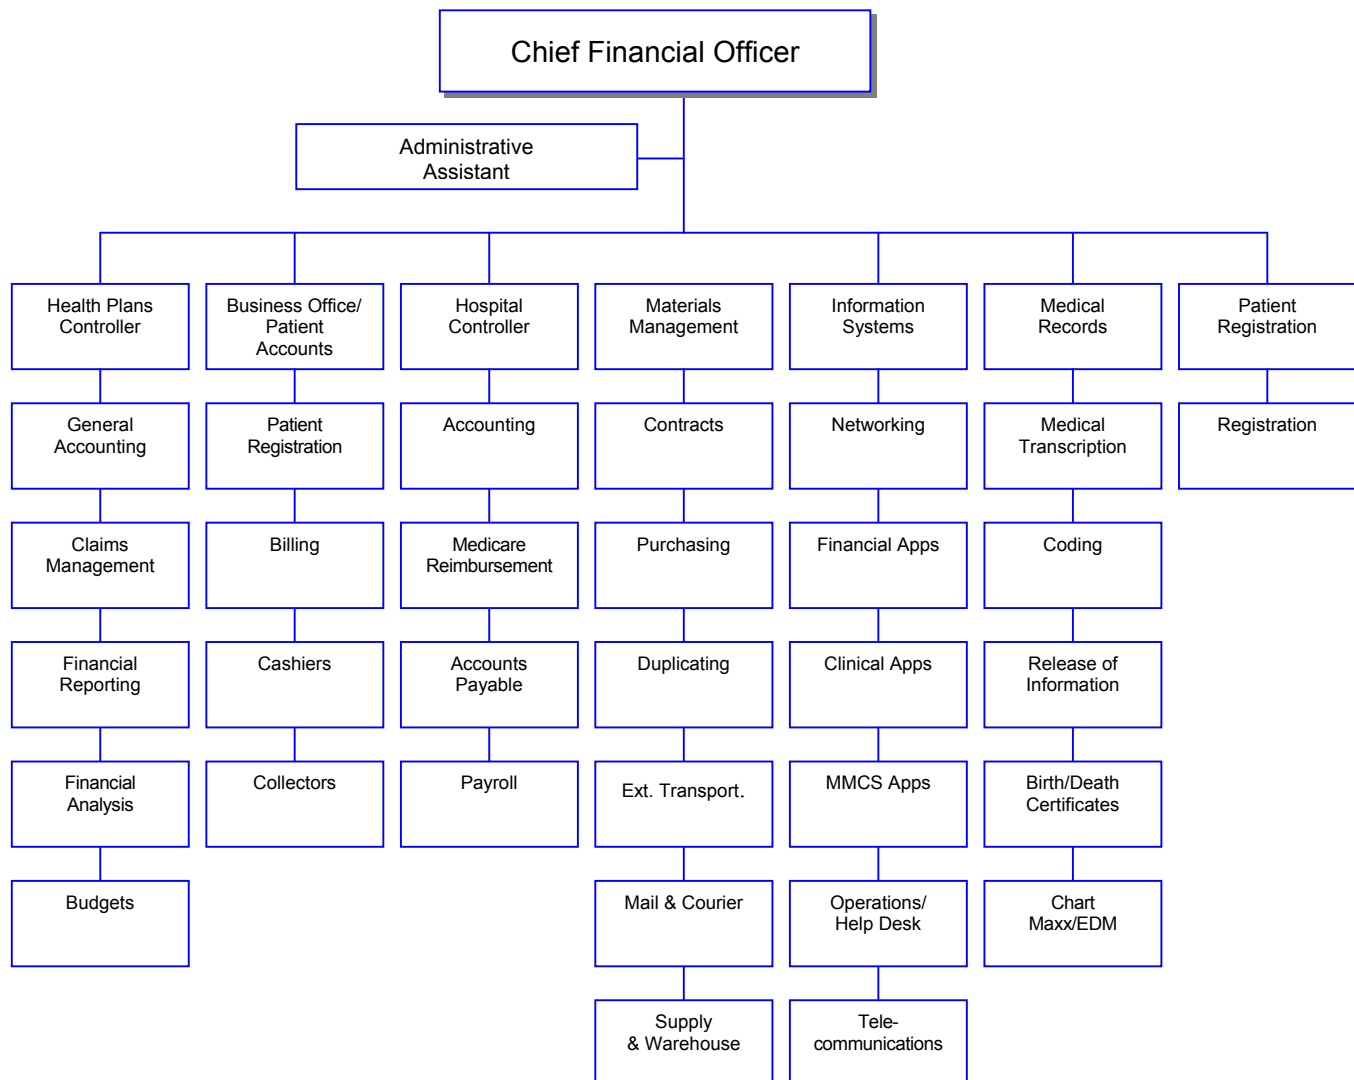 Chief Financial Officer
Administrative
Assistant
Health Plans
Controller
Business Office/
Patient
Accounts
Hospital
Controller
Materials
Management
Information
Systems
Medical
Records
Patient
Registration
General
Accounting
Patient
Registration
Accounting
Contracts
Networking
Medical
Transcription
Registration
Claims
Management
Billing
Medicare
Reimbursement
Purchasing
Financial Apps
Coding
Financial
Reporting
Cashiers
Accounts
Payable
Duplicating
Clinical Apps
Release of
Information
Financial
Analysis
Collectors
Payroll
Ext. Transport.
MMCS Apps
Birth/Death
Certificates
Budgets
Mail & Courier
Operations/
Help Desk
Chart
Maxx/EDM
Supply
& Warehouse
Tele-
communications